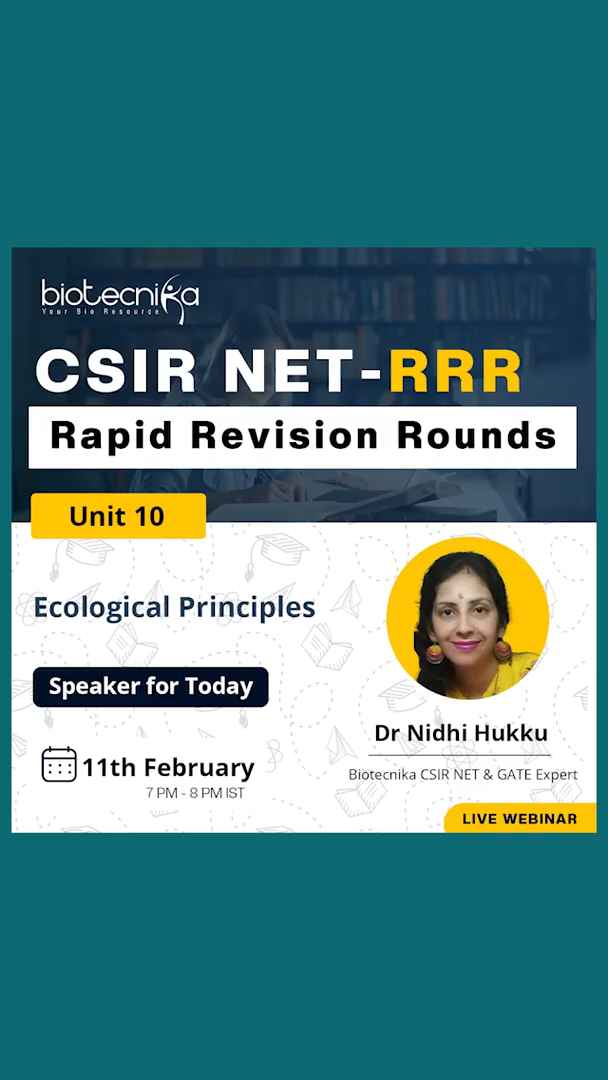 biotecnika
Your Bio Resource
CSIR NET-RRR
Rapid Revision Rounds
Unit 10
Ecological Principles
Speaker for Today
11th February
7 PM - 8 PM IST
Dr Nidhi Hukku
Biotecnika CSIR NET & GATE Expert
LIVE WEBINAR